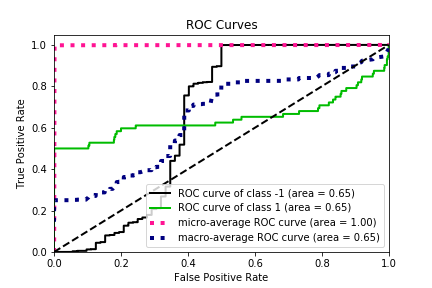 ROC Curves
1.0
0.8
0.6
0.4
0.2
0.0
True Positive Rate
ROC curve of class -1 (area = 0.65)
ROC curve of class 1 (area = 0.65)
micro-average ROC curve (area = 1.00)
macro-average ROC curve (area = 0.65)
0.0 0.2 0.4 0.6 0.8 1.0
False Positive Rate